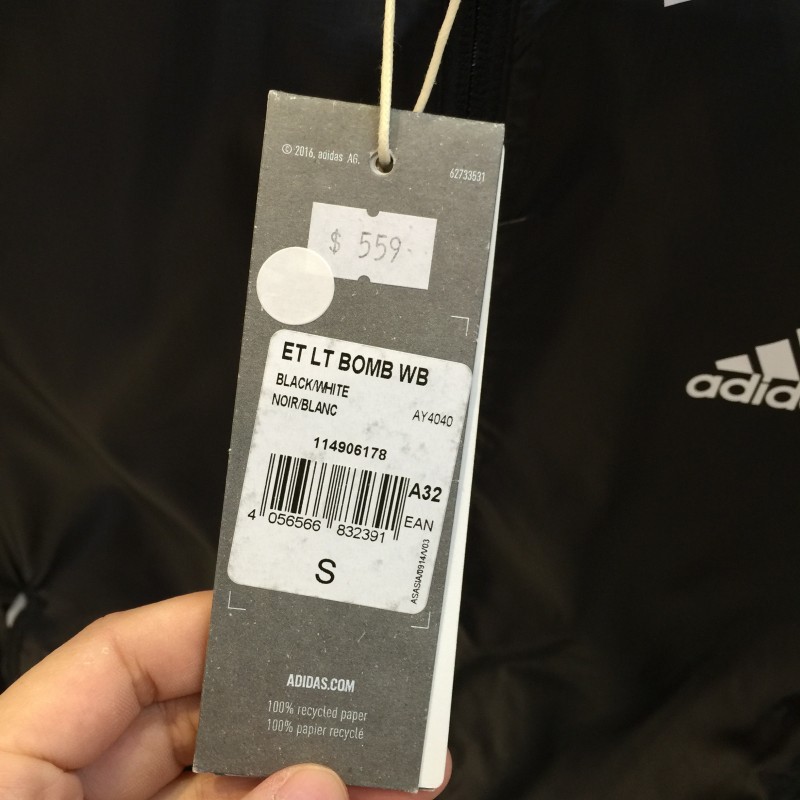 © 2016, adidas AG.
62733531
$ 559-
ET LT BOMB WB
BLACK/WHITE
NOIR/BLANC
AY4040
114906178
A32
4 056566 832391
EAN
ASASIA/0914/V03
S
ADIDAS.COM
100% recycled paper
100% papier recyclé
adid